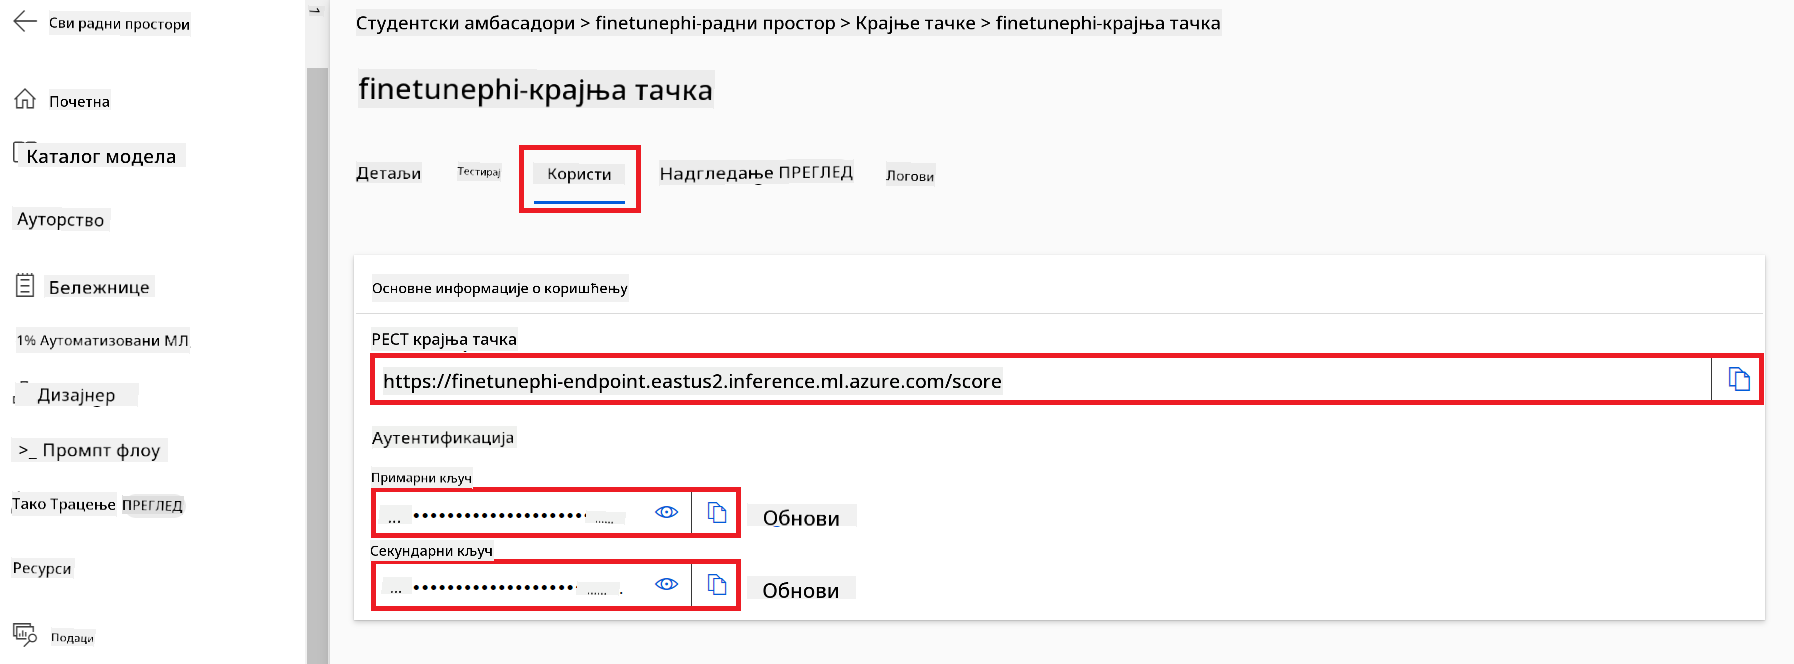 Сви радни простори
Почетна
Каталог модела
Ауторство
Бележнице
1% Аутоматизовани МЛ
Дизајнер
>_ Промпт флоу
Тако Трацење ПРЕГЛЕД
Ресурси
Подаци
Студентски амбасадори > finetunephi-радни простор > Крајње тачке > finetunephi-крајња тачка
finetunephi-крајња тачка
Детаљи Тестирај Користи Надгледање ПРЕГЛЕД Логови
Основне информације о коришћењу
РЕСТ крајња тачка
https://finetunephi-endpoint.eastus2.inference.ml.azure.com/score
Аутентификација
Примарни кључ
Обнови
Секундарни кључ
Обнови